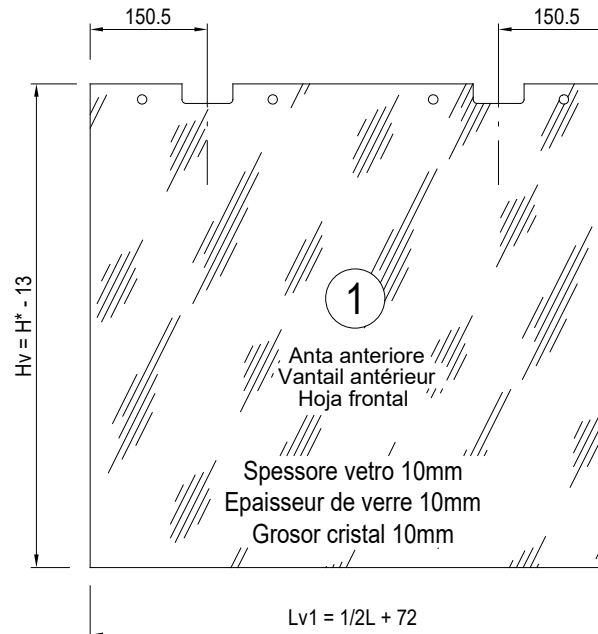 150.5
150.5
Hv = H* - 13
1
Anta anteriore
Vantail antérieur
Hoja frontal
Spessore vetro 10mm
Epaisseur de verre 10mm
Grosor cristal 10mm
Lv1 = 1/2L + 72